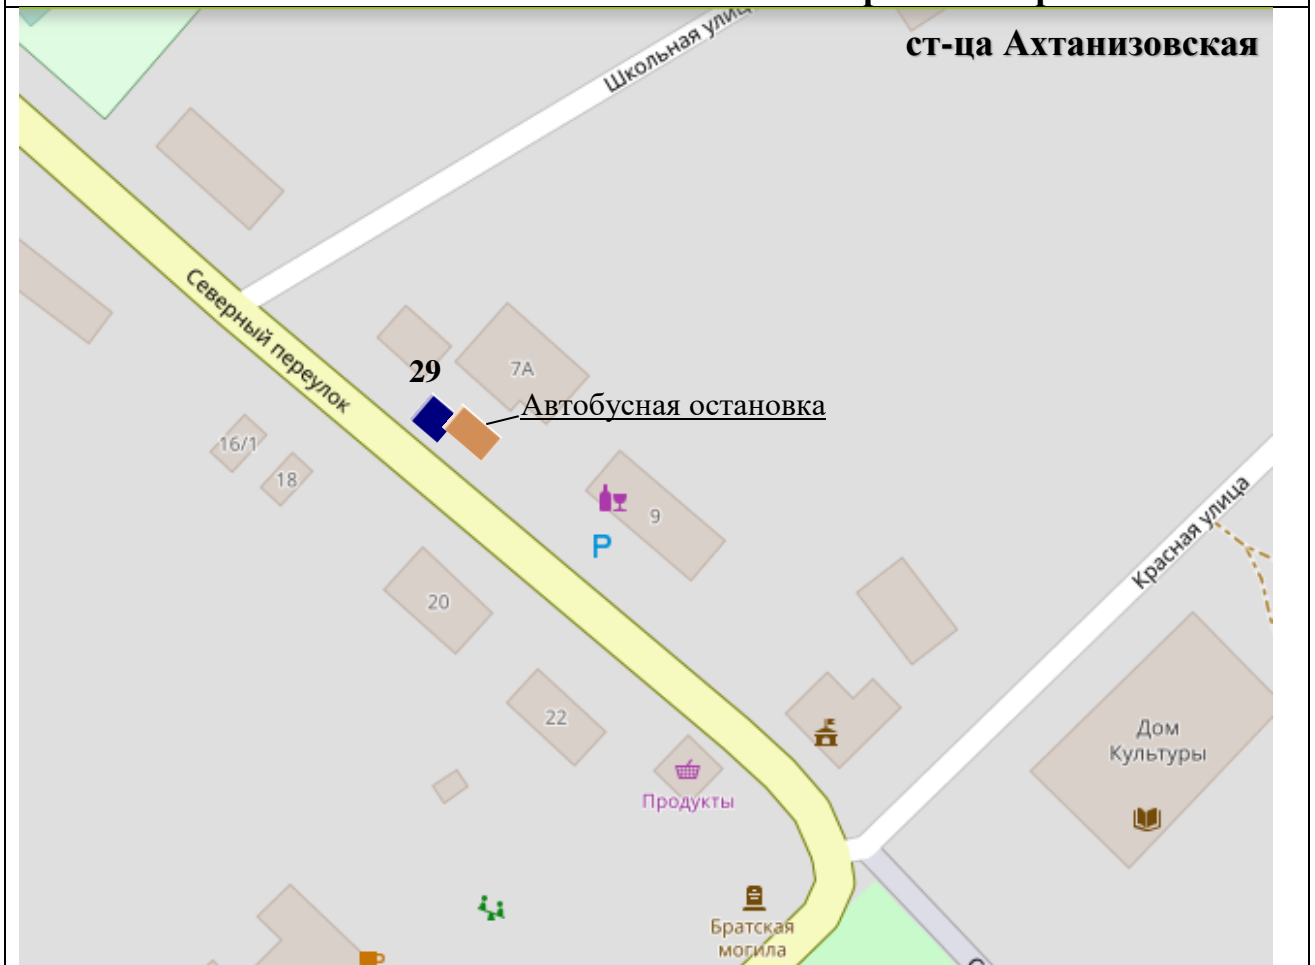 ст-ца Ахтанизовская
Школьная улиц
Северный переулок
29
7А
Автобусная остановка
16/1
18
9
P
Красная улица
20
22
Дом
Культуры
Продукты
Братская
могила